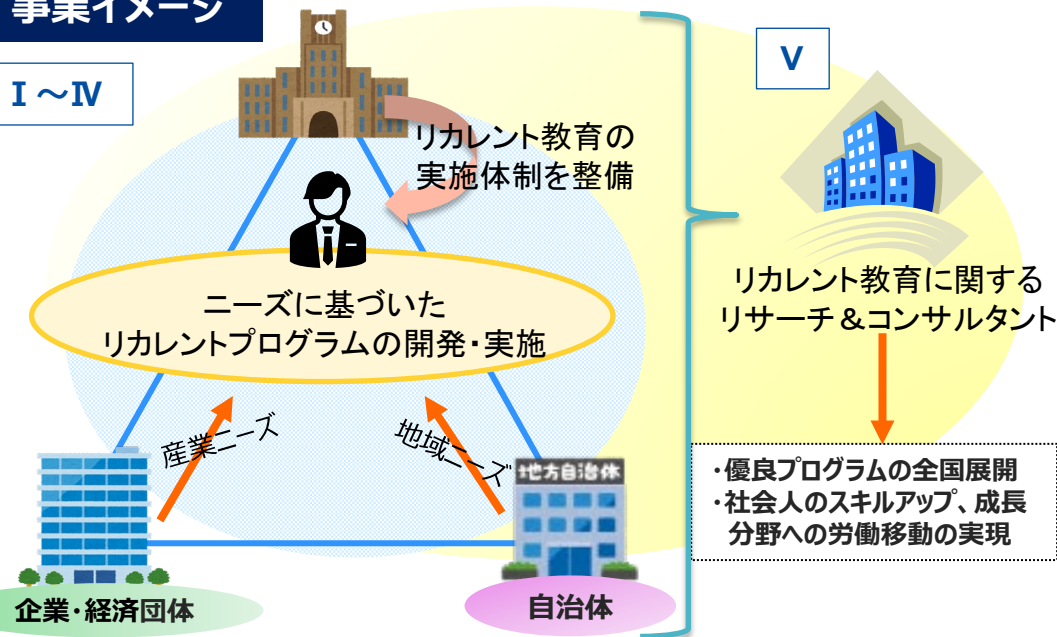 事業イメージ
Ⅰ～Ⅳ
リカレント教育の
実施体制を整備
ニーズに基づいた
リカレントプログラムの開発・実施
産業ニーズ
地域ニーズ
地方自治体
企業・経済団体
自治体
Ⅴ
リカレント教育に関する
リサーチ＆コンサルタント
・優良プログラムの全国展開
・社会人のスキルアップ、成長
分野への労働移動の実現